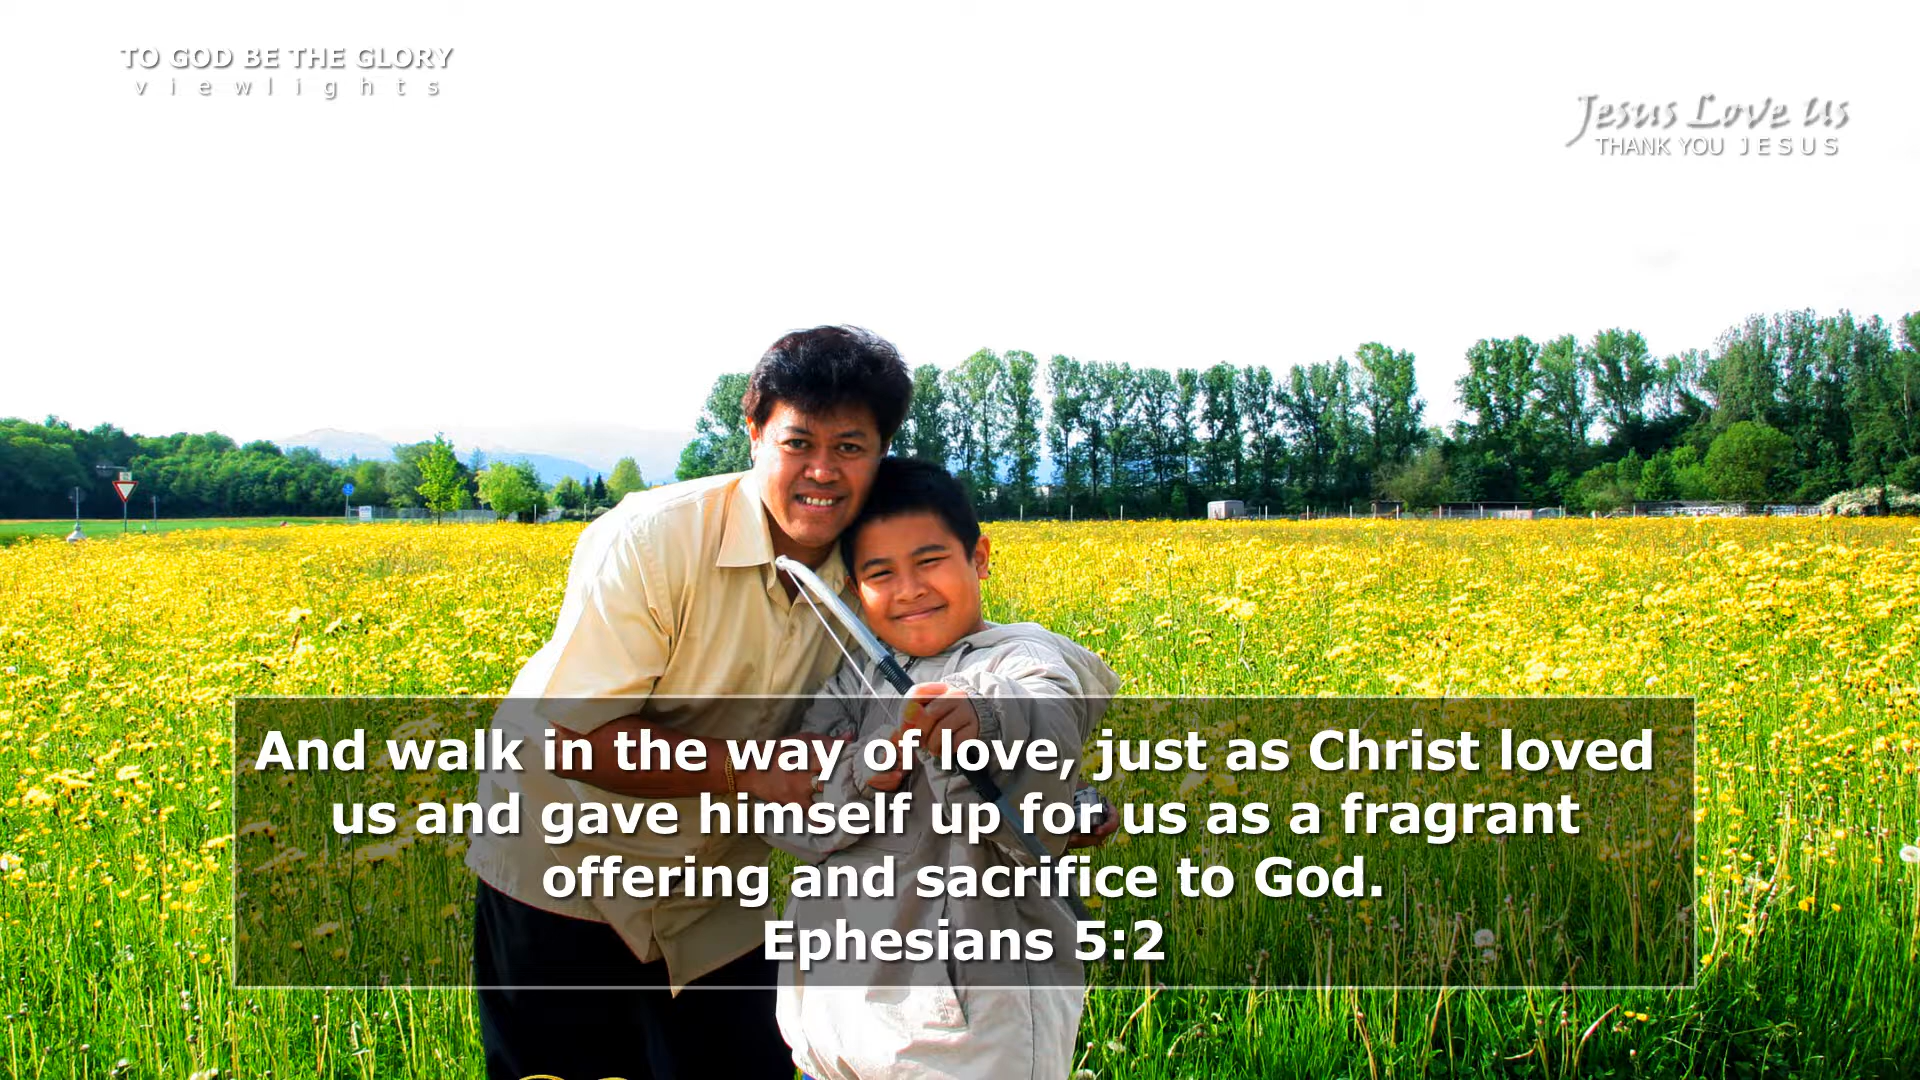 TO GOD BE THE GLORY
viewlights
Jesus Love Us
THANK YOU JESUS
And walk in the way of love, just as Christ loved
us and gave himself up for us as a fragrant
offering and sacrifice to God.
Ephesians 5:2